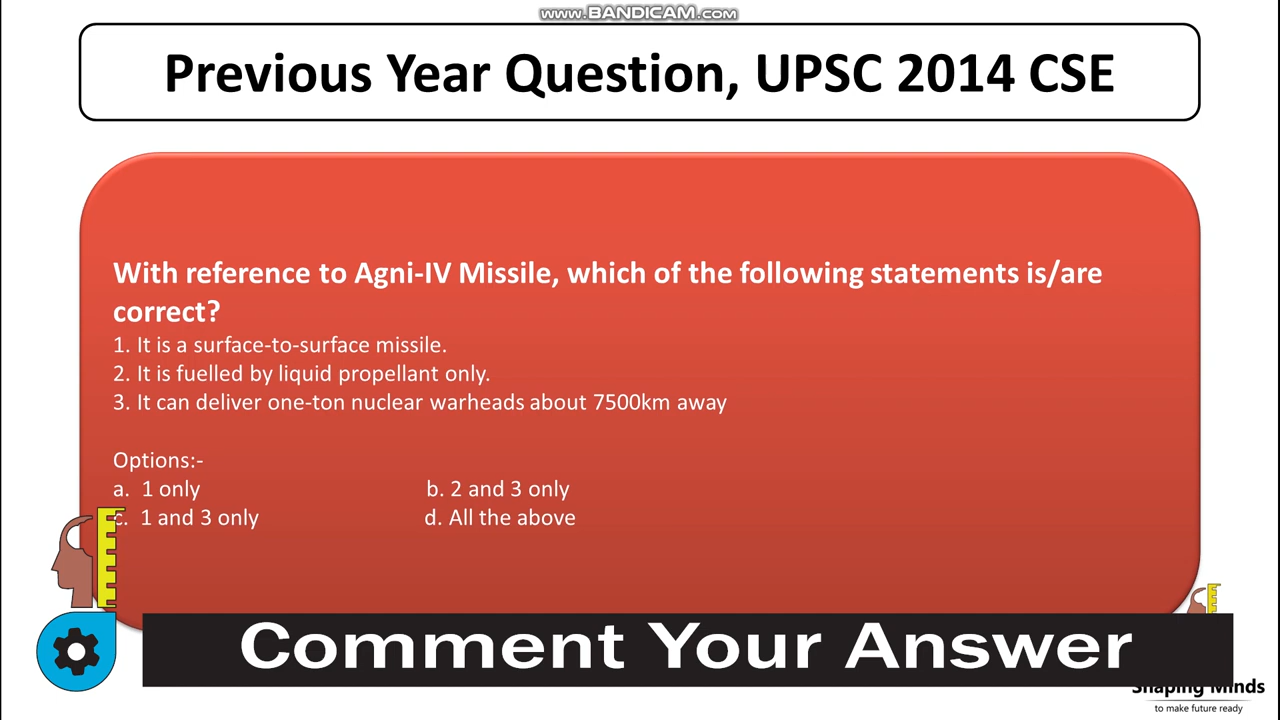 www.BANDICAM.com
Previous Year Question, UPSC 2014 CSE
With reference to Agni-IV Missile, which of the following statements is/are
correct?
1. It is a surface-to-surface missile.
2. It is fuelled by liquid propellant only.
3. It can deliver one-ton nuclear warheads about 7500km away
Options:-
a. 1 only b. 2 and 3 only
c. 1 and 3 only d. All the above
Comment Your Answer
Shaping Minds
to make future ready